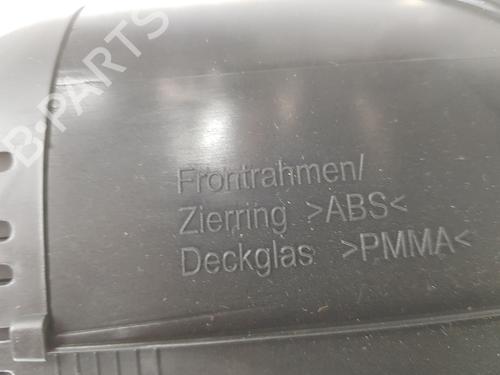 B-PARTS
Frontrahmen/
Zierring >ABS<
Deckglas >PMMA<